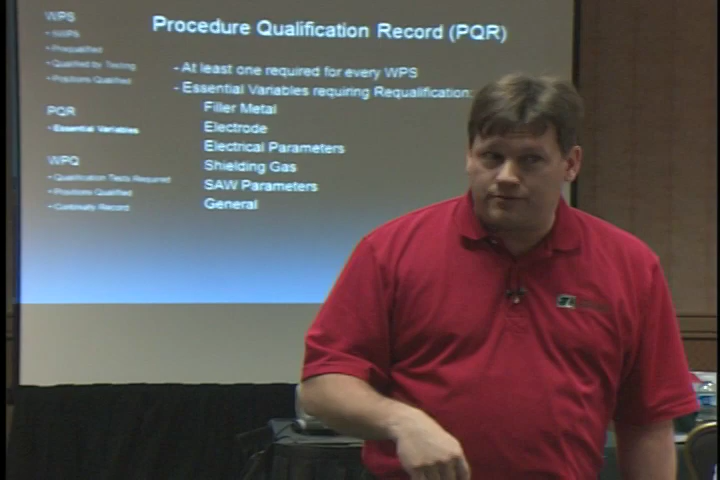 Procedure Qualification Record (PQR)
WPS
- Prequalified
- Qualified by Testing
- Positions Qualified
PQR
- Essential Variables
WPQ
- Qualification Tests Required
- Positions Qualified
- Continuity Record
- At least one required for every WPS
- Essential Variables requiring Requalification:
Filler Metal
Electrode
Electrical Parameters
Shielding Gas
SAW Parameters
General